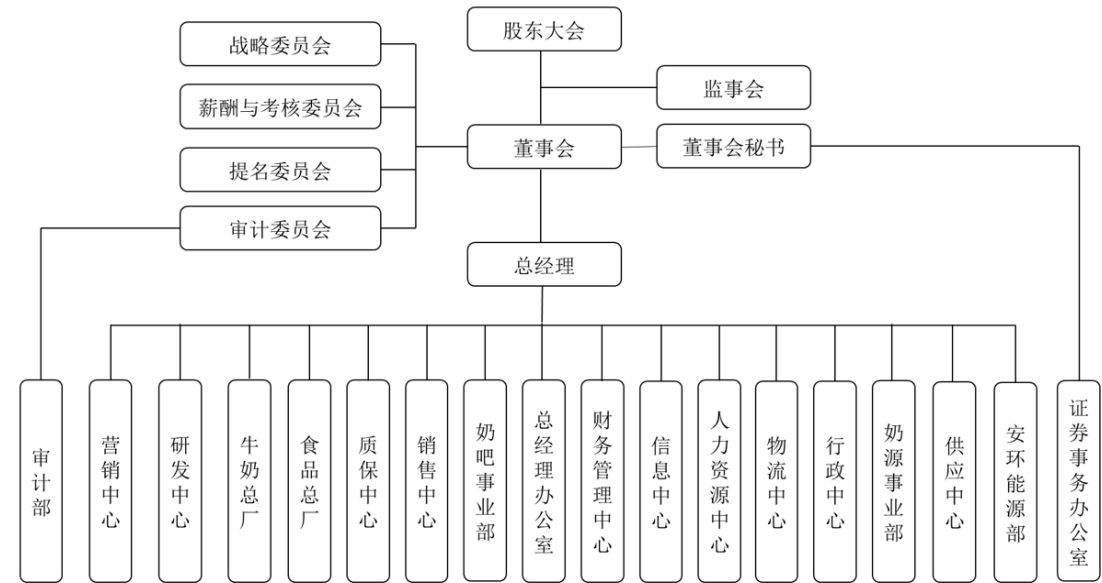 股东大会
战略委员会
监事会
薪酬与考核委员会
董事会
董事会秘书
提名委员会
审计委员会
总经理
审计部
营销中心
研发中心
牛奶总厂
食品总厂
质保中心
销售中心
奶吧事业部
总经理办公室
财务管理中心
信息中心
人力资源中心
物流中心
行政中心
奶源事业部
供应中心
安环能源部
证券事务办公室